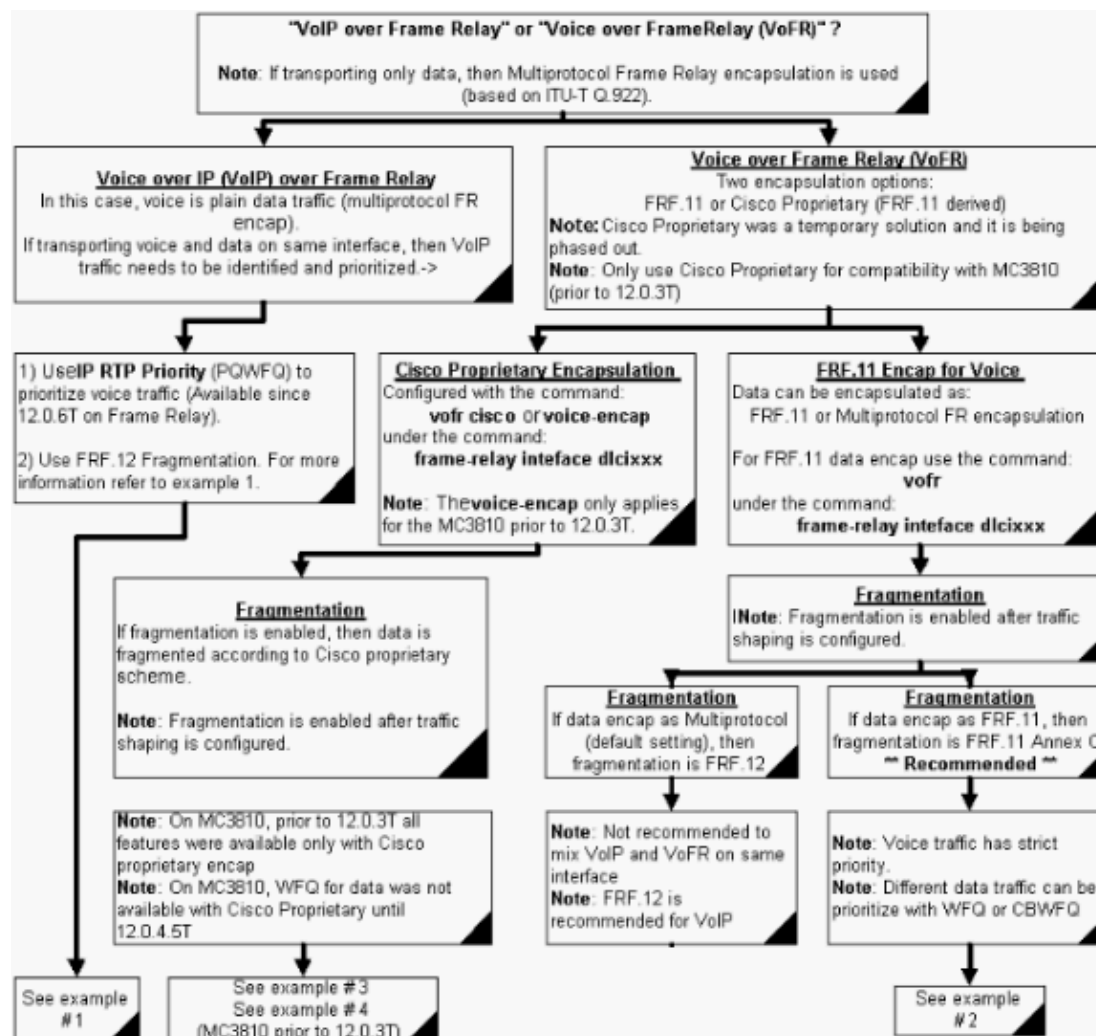 "VoIP over Frame Relay" or "Voice over FrameRelay (VoFR)" ?
Note: If transporting only data, then Multiprotocol Frame Relay encapsulation is used
(based on ITU-T Q.922).
Voice over IP (VoIP) over Frame Relay
In this case, voice is plain data traffic (multiprotocol FR
encap).
If transporting voice and data on same interface, then VoIP
traffic needs to be identified and prioritized.->
Voice over Frame Relay (VoFR)
Two encapsulation options:
FRF.11 or Cisco Proprietary (FRF.11 derived)
Note: Cisco Proprietary was a temporary solution and it is being
phased out.
Note: Only use Cisco Proprietary for compatibility with MC3810
(prior to 12.0.3T)
1) UseIP RTP Priority (PQWFQ) to
prioritize voice traffic (Available since
12.0.6T on Frame Relay).
2) Use FRF.12 Fragmentation. For more
information refer to example 1.
Cisco Proprietary Encapsulation
Configured with the command:
vofr cisco or voice-encap
under the command:
frame-relay inteface dlcixxx
Note: Thevoice-encap only applies
for the MC3810 prior to 12.0.3T.
FRF.11 Encap for Voice
Data can be encapsulated as:
FRF.11 or Multiprotocol FR encapsulation
For FRF.11 data encap use the command:
vofr
under the command:
frame-relay inteface dlcixxx
Fragmentation
If fragmentation is enabled, then data is
fragmented according to Cisco proprietary
scheme.
Note: Fragmentation is enabled after traffic
shaping is configured.
Fragmentation
INote: Fragmentation is enabled after traffic
shaping is configured.
Fragmentation
If data encap as Multiprotocol
(default setting), then
fragmentation is FRF.12
Fragmentation
If data encap as FRF.11, then
fragmentation is FRF.11 Annex C
** Recommended **
Note: On MC3810, prior to 12.0.3T all
features were available only with Cisco
proprietary encap
Note: On MC3810, WFQ for data was not
available with Cisco Proprietary until
12.0.4.5T
Note: Not recommended to
mix VoIP and VoFR on same
interface
Note: FRF.12 is
recommended for VoIP
Note: Voice traffic has strict
priority.
Note: Different data traffic can be
prioritize with WFQ or CBWFQ
See example
#1
See example #3
See example #4
(MC3810 prior to 12.0.3T)
See example
#2